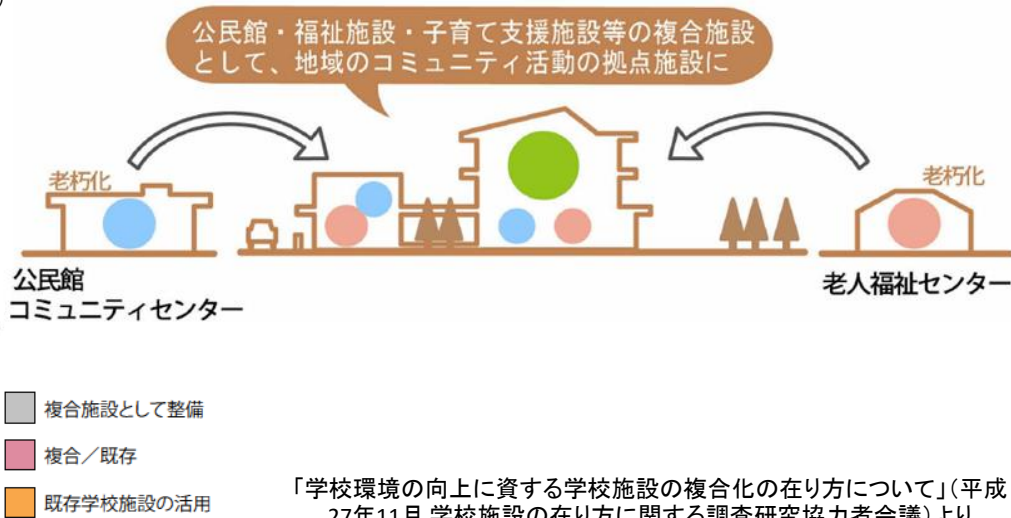 公民館・福祉施設・子育て支援施設等の複合施設
として、地域のコミュニティ活動の拠点施設に
老朽化
老朽化
公民館
コミュニティセンター
老人福祉センター
複合施設として整備
複合／既存
既存学校施設の活用
「学校環境の向上に資する学校施設の複合化の在り方について」（平成
27年11月 学校施設の在り方に関する調査研究協力者会議）より